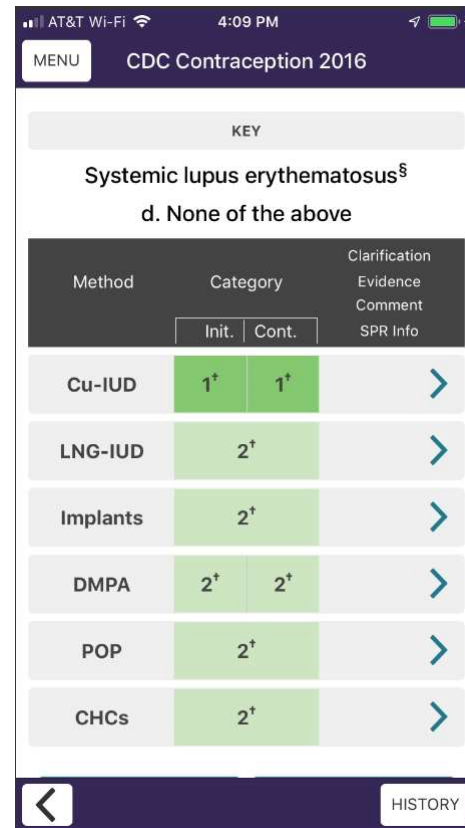 AT&T Wi-Fi 4:09 PM
MENU CDC Contraception 2016
KEY
Systemic lupus erythematosus§
d. None of the above
Method Category Clarification
Evidence
Comment
SPR Info
Init. Cont.
Cu-IUD 1† 1†
LNG-IUD 2†
Implants 2†
DMPA 2† 2†
POP 2†
CHCs 2†
HISTORY